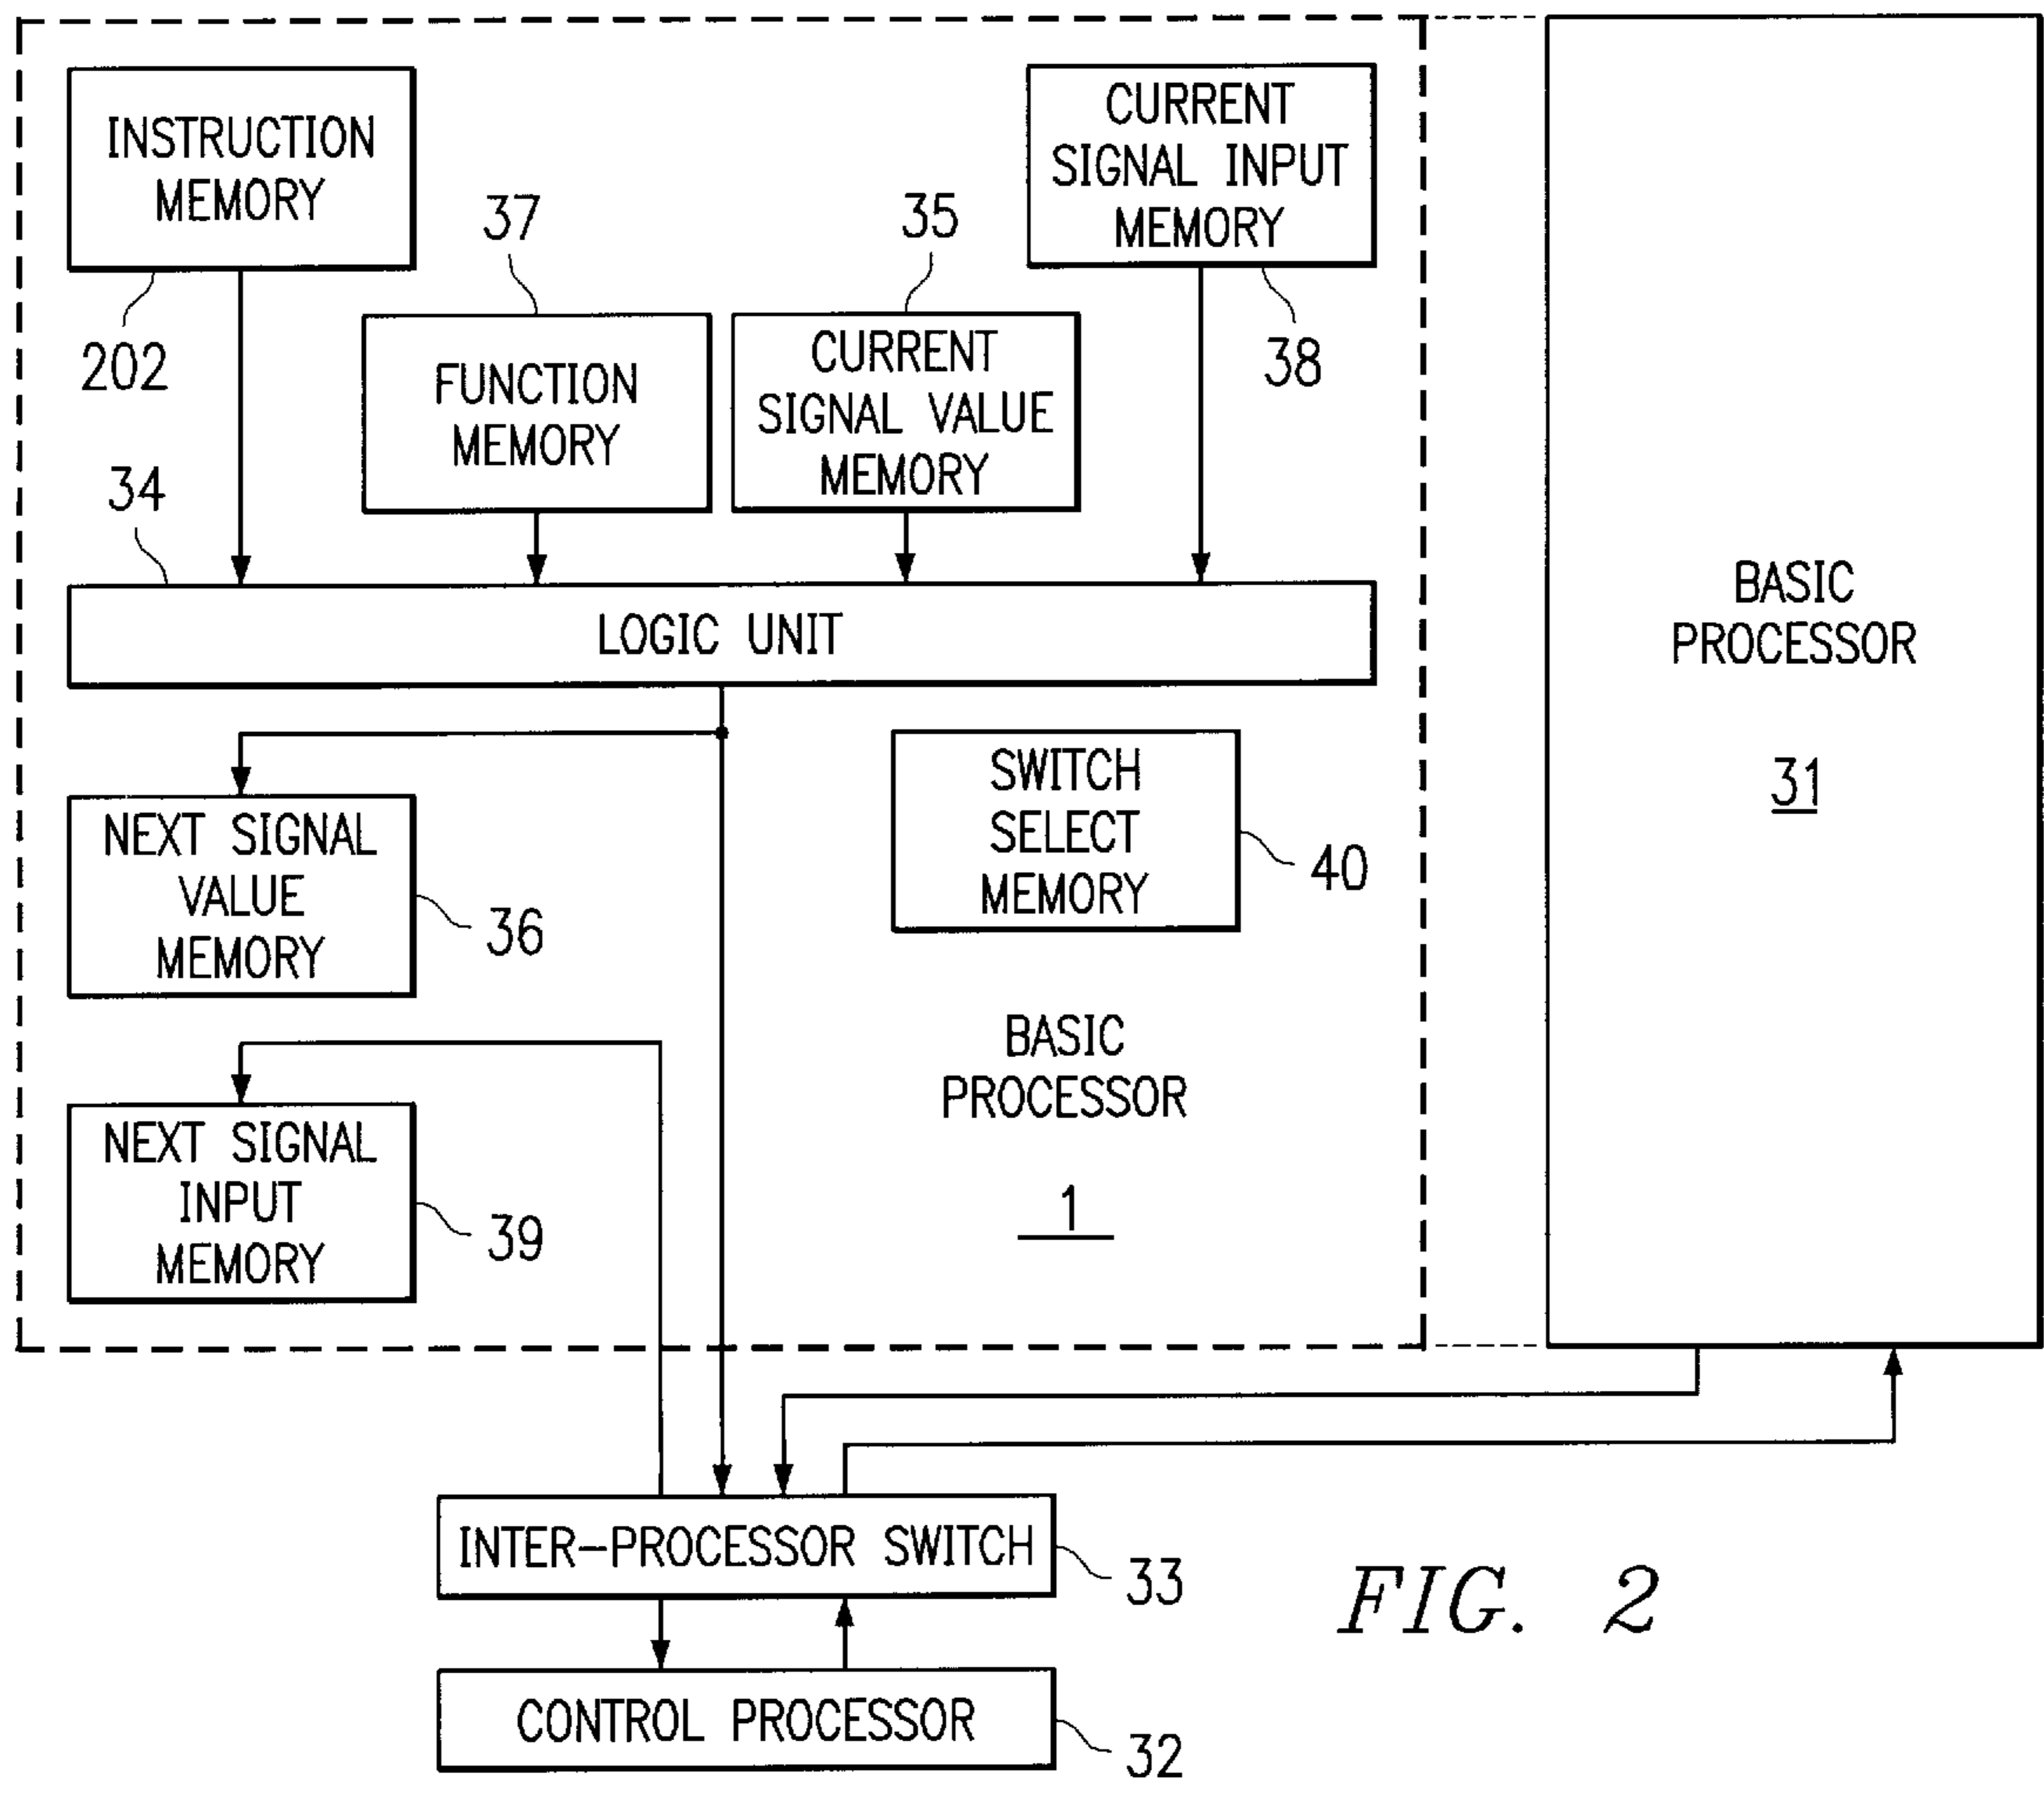 INSTRUCTION
MEMORY
202
37
FUNCTION
MEMORY
35
CURRENT
SIGNAL VALUE
MEMORY
CURRENT
SIGNAL INPUT
MEMORY
38
34
LOGIC UNIT
BASIC
PROCESSOR
31
NEXT SIGNAL
VALUE
MEMORY
36
SWITCH
SELECT
MEMORY
40
NEXT SIGNAL
INPUT
MEMORY
39
BASIC
PROCESSOR
1
INTER-PROCESSOR SWITCH
33
CONTROL PROCESSOR
32
FIG. 2